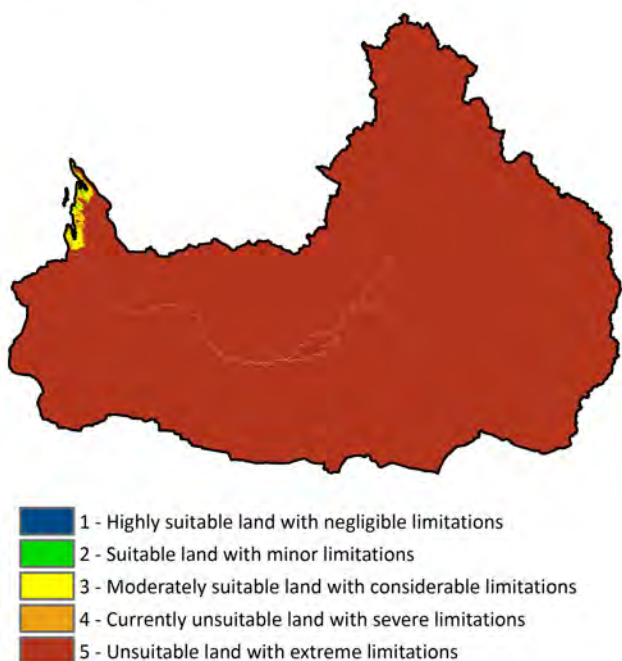 1 - Highly suitable land with negligible limitations
2 - Suitable land with minor limitations
3 - Moderately suitable land with considerable limitations
4 - Currently unsuitable land with severe limitations
5 - Unsuitable land with extreme limitations